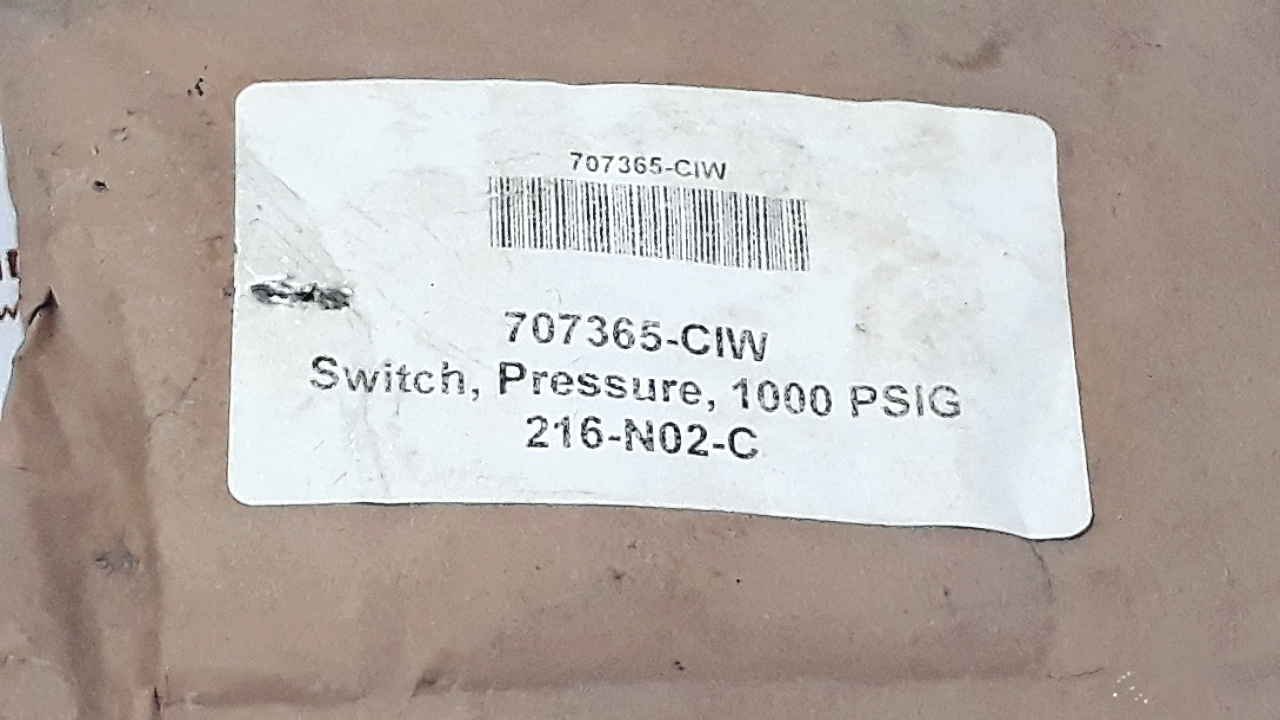 707365-CIW
707365-CIW
Switch, Pressure, 1000 PSIG
216-N02-C